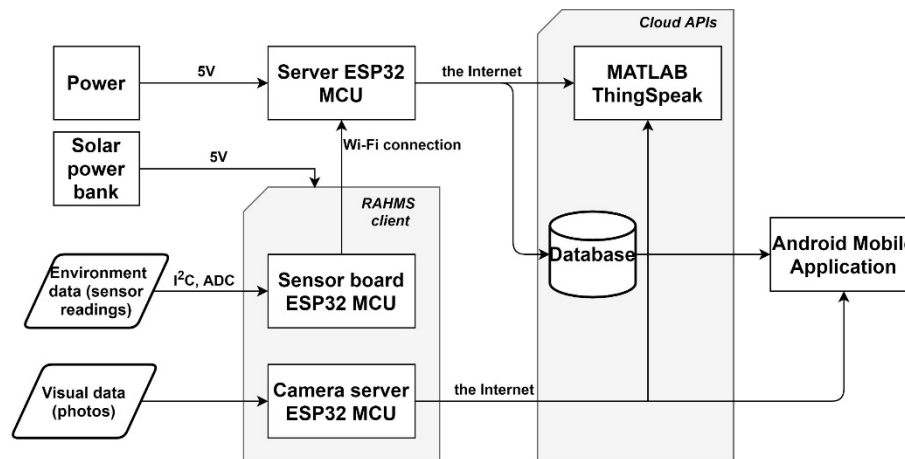 Cloud APIs
Power
5V
Server ESP32
MCU
the Internet
MATLAB
ThingSpeak
Solar
power
bank
5V
Wi-Fi connection
RAHMS
client
Environment
data (sensor
readings)
I²C, ADC
Sensor board
ESP32 MCU
Database
Android Mobile
Application
Visual data
(photos)
Camera server
ESP32 MCU
the Internet